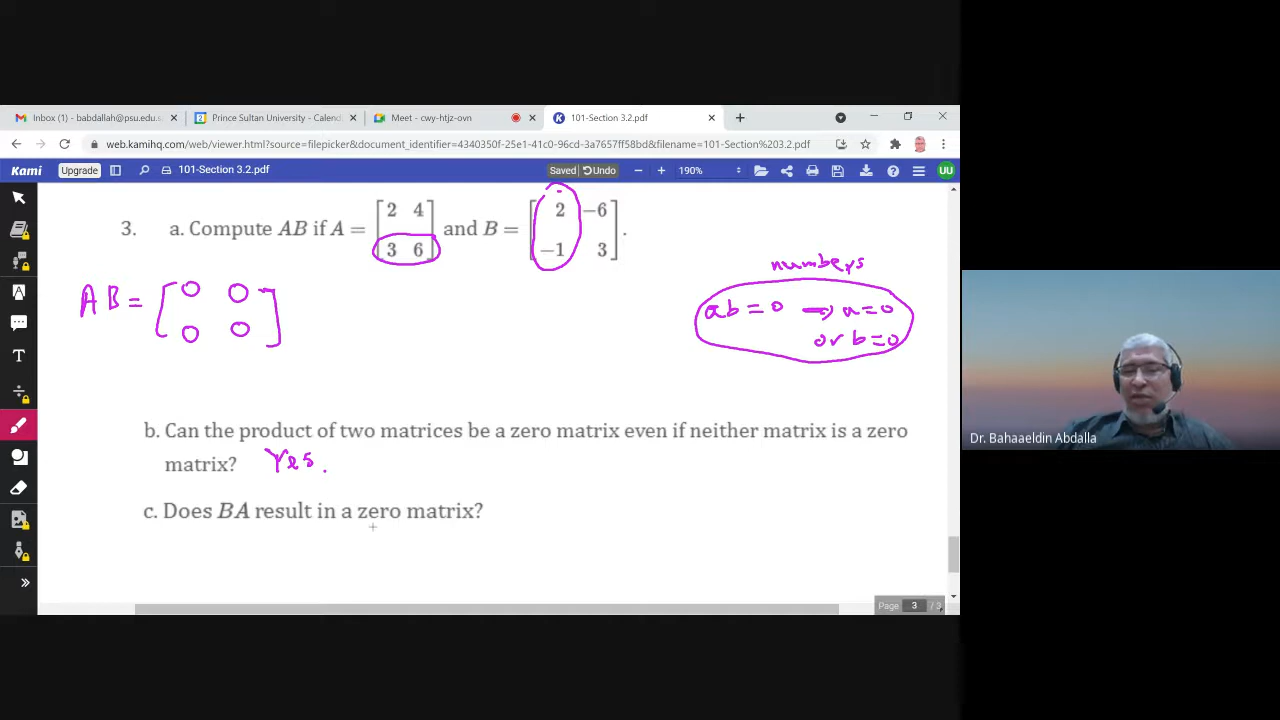 Inbox (1) - babdallah@psu.edu.s
Prince Sultan University - Calend
Meet - cwy-htjz-ovn
101-Section 3.2.pdf
web.kamihq.com/web/viewer.html?source=filepicker&document_identifier=4340350f-25e1-41c0-96cd-3a7657ff58bd&filename=101-Section%203.2.pdf
Kami Upgrade 101-Section 3.2.pdf Saved Undo 190% UU
3. a. Compute AB if A = [2 4 3 6] and B = [2 −6 −1 3].
numbers
AB = [0 0
0 0]
ab = 0 → a = 0
or b = 0
b. Can the product of two matrices be a zero matrix even if neither matrix is a zero
matrix? Yes.
c. Does BA result in a zero matrix?
Page 3 / 3
Dr. Bahaaeldin Abdalla